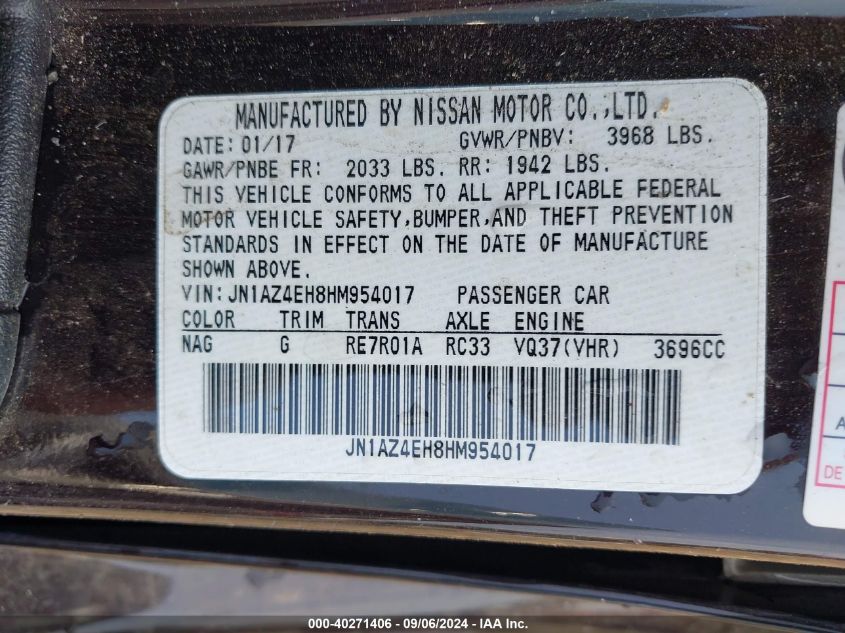 MANUFACTURED BY NISSAN MOTOR CO.,LTD.
DATE: 01/17 GVWR/PNBV: 3968 LBS.
GAWR/PNBE FR: 2033 LBS. RR: 1942 LBS.
THIS VEHICLE CONFORMS TO ALL APPLICABLE FEDERAL
MOTOR VEHICLE SAFETY,BUMPER,AND THEFT PREVENTION
STANDARDS IN EFFECT ON THE DATE OF MANUFACTURE
SHOWN ABOVE.
VIN: JN1AZ4EH8HM954017 PASSENGER CAR
COLOR TRIM TRANS AXLE ENGINE
NAG G RE7R01A RC33 VQ37(VHR) 3696CC
JN1AZ4EH8HM954017
A
DE
000-40271406 - 09/06/2024 - IAA Inc.